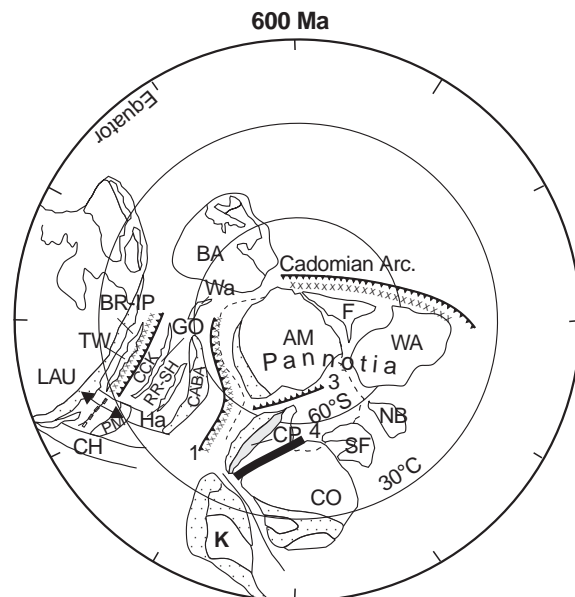 600 Ma
Equator
BA
Cadomian Arc.
Wa
BR-IP
F
GO
TW
AM
WA
CCK
Pannotia
LAU
RR-SH
CABA
3
PM
Ha
60°S
NB
CH
1
CP
4
SF
30°C
CO
K